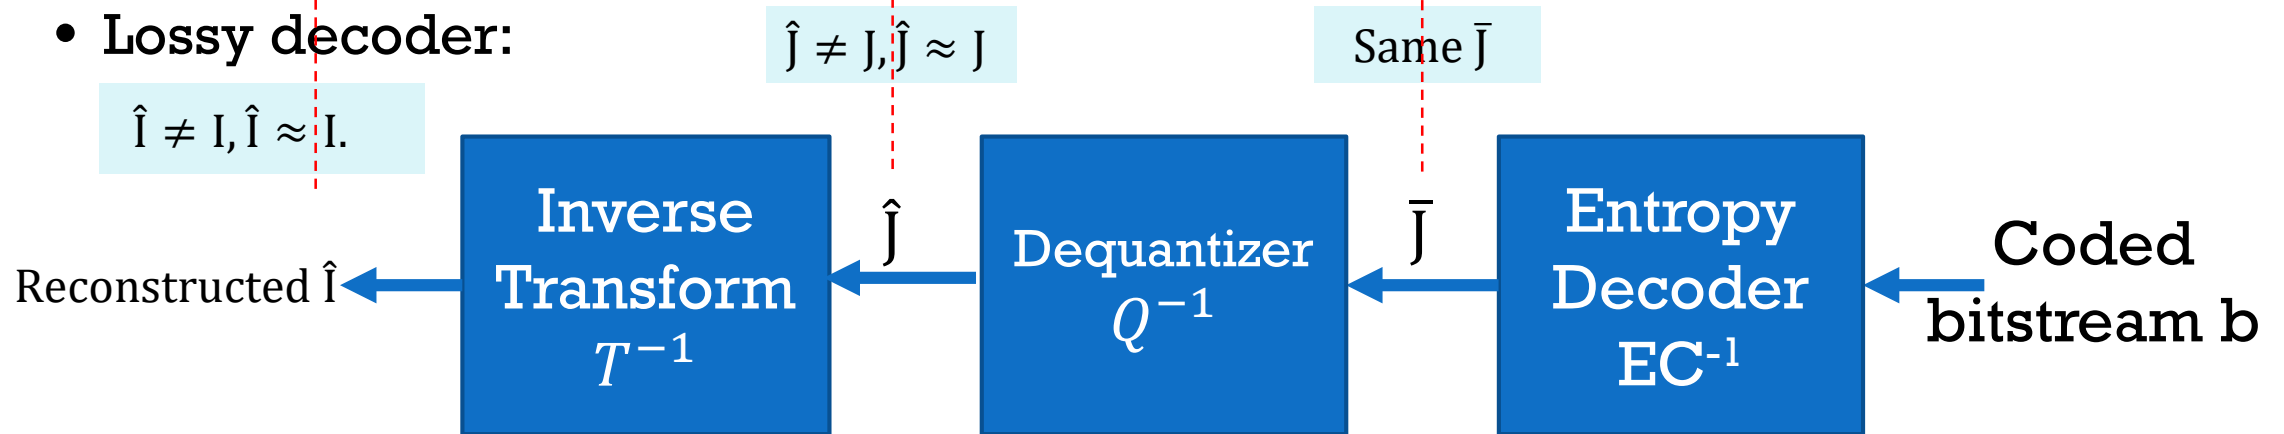 • Lossy decoder:
Ĵ ≠ J, Ĵ ≈ J
Same J̅
Î ≠ I, Î ≈ I.
Reconstructed Î
Inverse
Transform
T⁻¹
Ĵ
Dequantizer
Q⁻¹
J̅
Entropy
Decoder
EC⁻¹
Coded
bitstream b